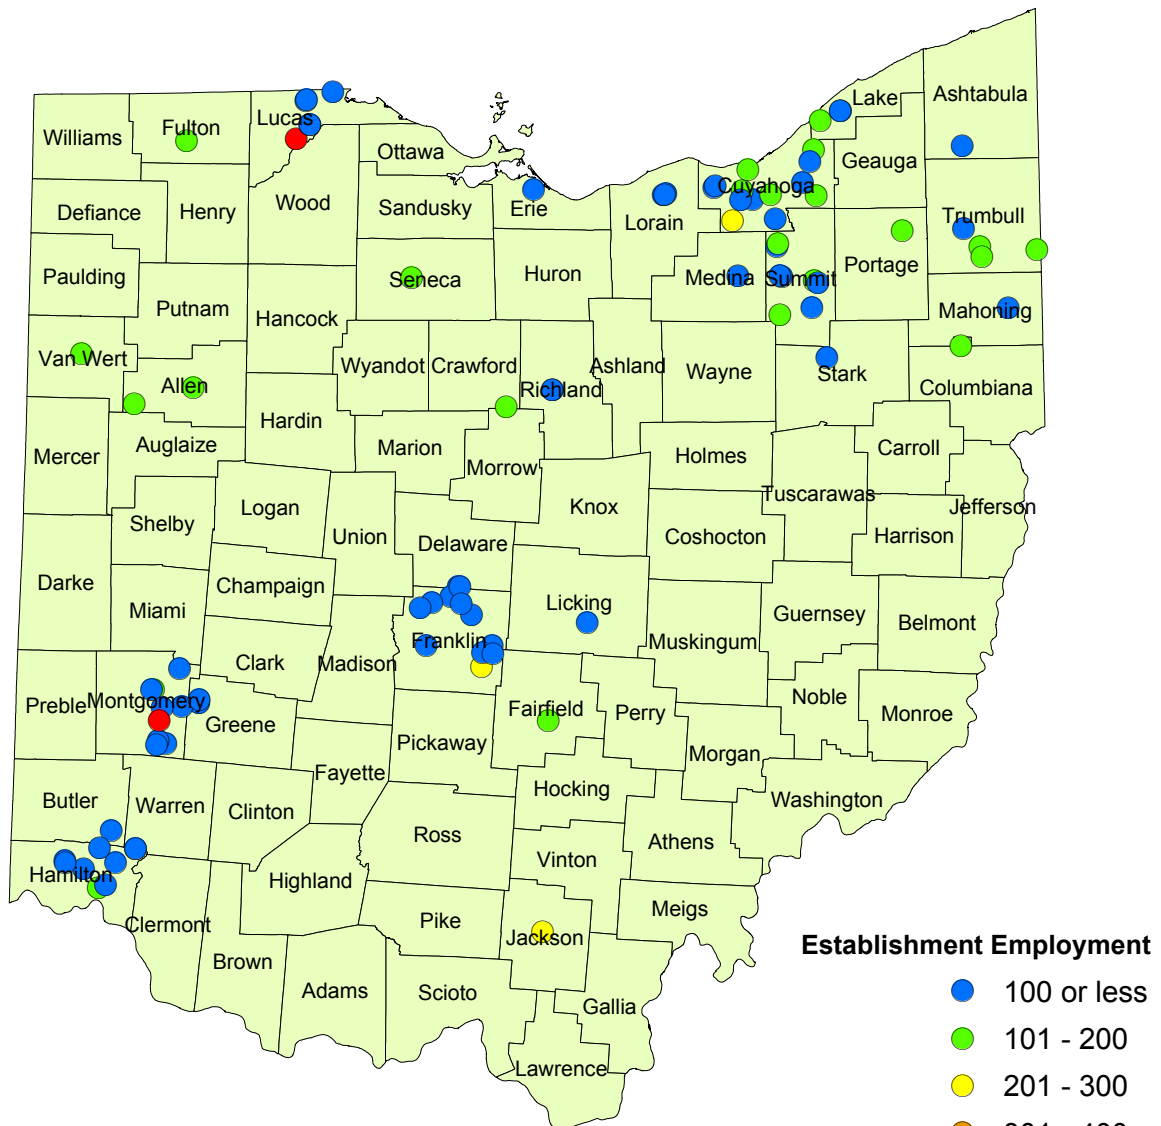 Lake
Ashtabula
Williams
Fulton
Lucas
Ottawa
Geauga
Cuyahoga
Defiance
Henry
Wood
Sandusky
Erie
Lorain
Trumbull
Paulding
Seneca
Huron
Medina
Summit
Portage
Putnam
Hancock
Mahoning
Van Wert
Allen
Wyandot
Crawford
Richland
Ashland
Wayne
Stark
Columbiana
Hardin
Mercer
Auglaize
Marion
Morrow
Holmes
Carroll
Tuscarawas
Jefferson
Logan
Knox
Shelby
Union
Delaware
Coshocton
Harrison
Darke
Champaign
Miami
Licking
Guernsey
Belmont
Franklin
Muskingum
Clark
Madison
Preble
Montgomery
Greene
Fairfield
Perry
Noble
Monroe
Pickaway
Morgan
Fayette
Hocking
Washington
Butler
Warren
Clinton
Ross
Athens
Vinton
Hamilton
Highland
Meigs
Clermont
Pike
Jackson
Brown
Adams
Scioto
Gallia
Lawrence
Establishment Employment
100 or less
101 - 200
201 - 300